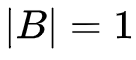 |B| = 1